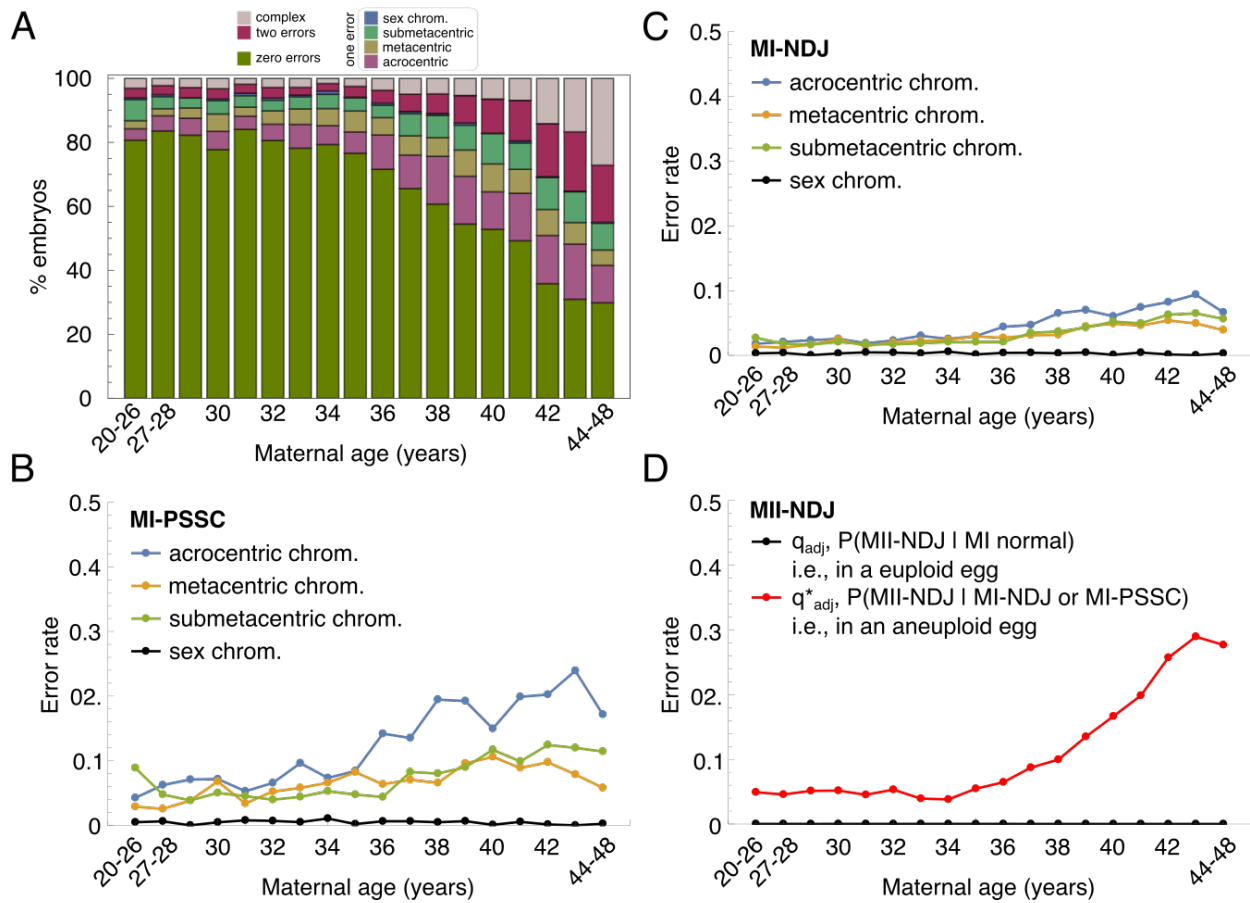 A
complex
two errors
zero errors
one error
sex chrom.
submetacentric
metacentric
acrocentric
100
80
60
40
20
0
% embryos
20-26
27-28
30
32
34
36
38
40
42
44-48
Maternal age (years)
B
MI-PSSC
acrocentric chrom.
metacentric chrom.
submetacentric chrom.
sex chrom.
0.5
0.4
0.3
02.
0.1
0
Error rate
20-26
27-28
30
32
34
36
38
40
42
44-48
Maternal age (years)
C
MI-NDJ
acrocentric chrom.
metacentric chrom.
submetacentric chrom.
sex chrom.
0.5
0.4
0.3
02.
0.1
0
Error rate
20-26
27-28
30
32
34
36
38
40
42
44-48
Maternal age (years)
D
MII-NDJ
qadj, P(MII-NDJ | MI normal)
i.e., in a euploid egg
q*adj, P(MII-NDJ | MI-NDJ or MI-PSSC)
i.e., in an aneuploid egg
0.5
0.4
0.3
02.
0.1
0
Error rate
20-26
27-28
30
32
34
36
38
40
42
44-48
Maternal age (years)